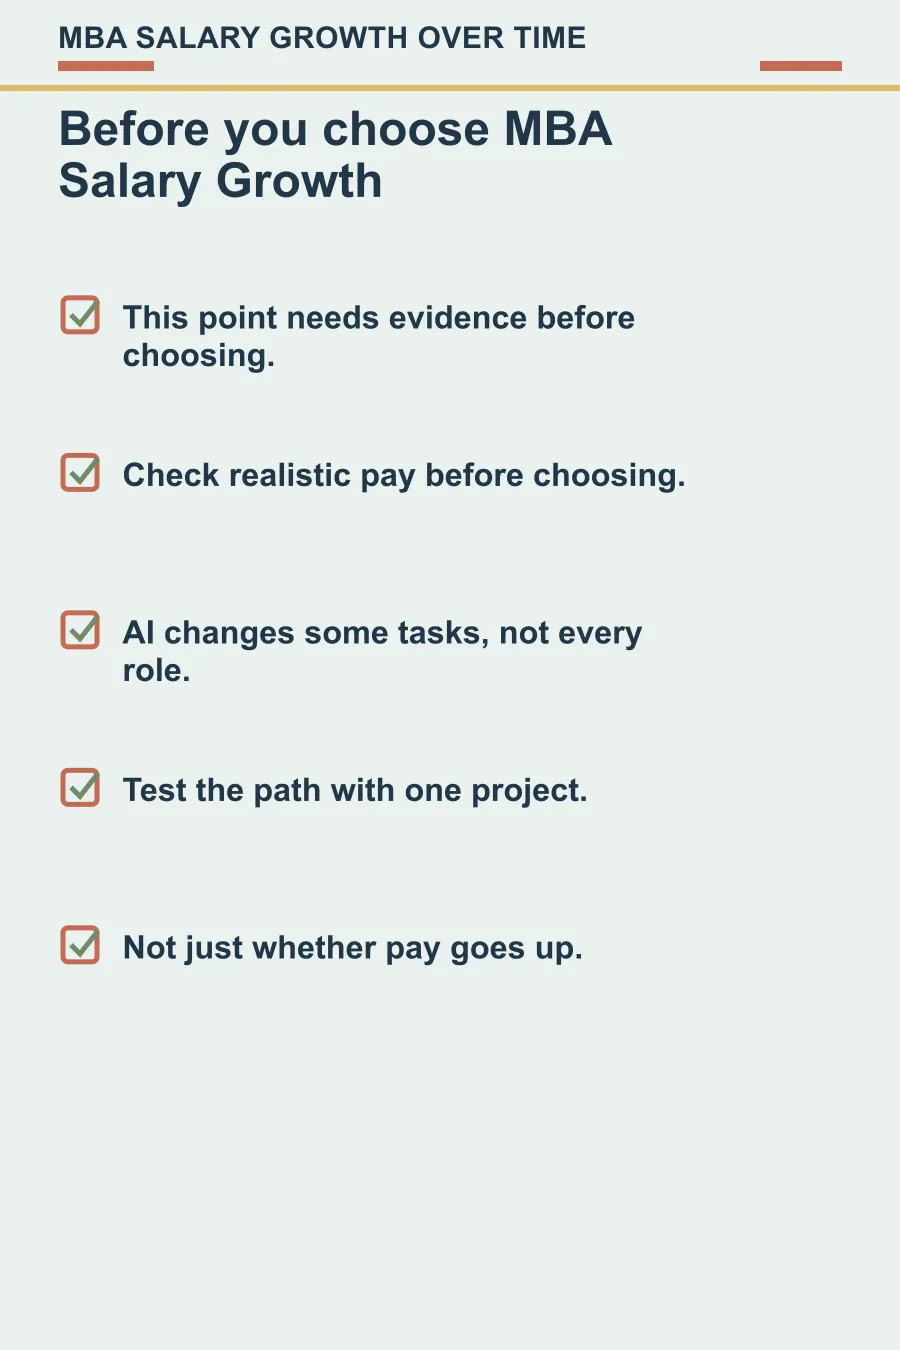 MBA SALARY GROWTH OVER TIME
Before you choose MBA
Salary Growth
This point needs evidence before
choosing.
Check realistic pay before choosing.
AI changes some tasks, not every
role.
Test the path with one project.
Not just whether pay goes up.